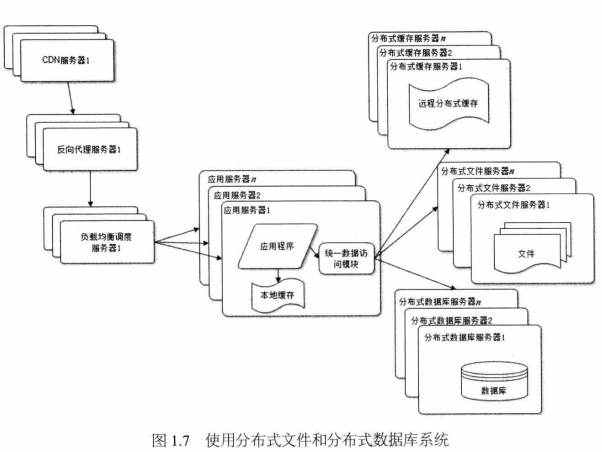 CDN服务器1
反向代理服务器1
负载均衡调度
服务器1
应用服务器n
应用服务器2
应用服务器1
应用程序
统一数据访
问模块
本地缓存
分布式缓存服务器n
分布式缓存服务器2
分布式缓存服务器1
远程分布式缓存
分布式文件服务器n
分布式文件服务器2
分布式文件服务器1
文件
分布式数据库服务器n
分布式数据库服务器2
分布式数据库服务器1
数据库
图 1.7 使用分布式文件和分布式数据库系统